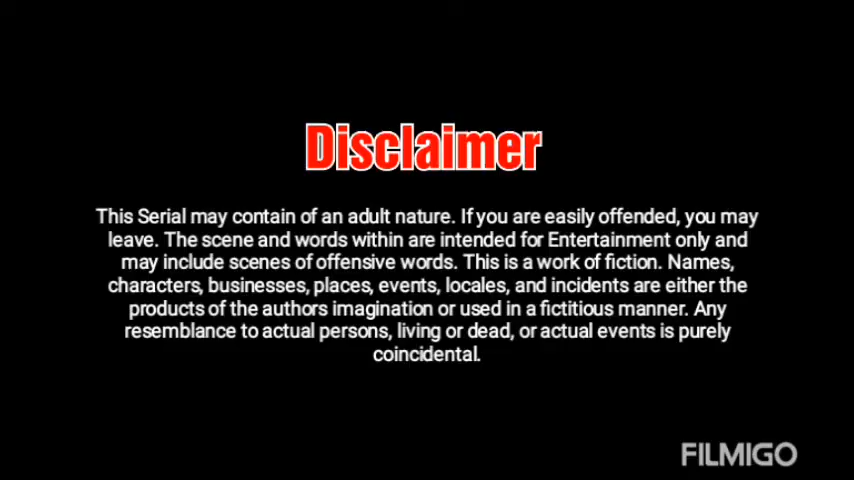 Disclaimer
This Serial may contain of an adult nature. If you are easily offended, you may
leave. The scene and words within are intended for Entertainment only and
may include scenes of offensive words. This is a work of fiction. Names,
characters, businesses, places, events, locales, and incidents are either the
products of the authors imagination or used in a fictitious manner. Any
resemblance to actual persons, living or dead, or actual events is purely
coincidental.
FILMIGO